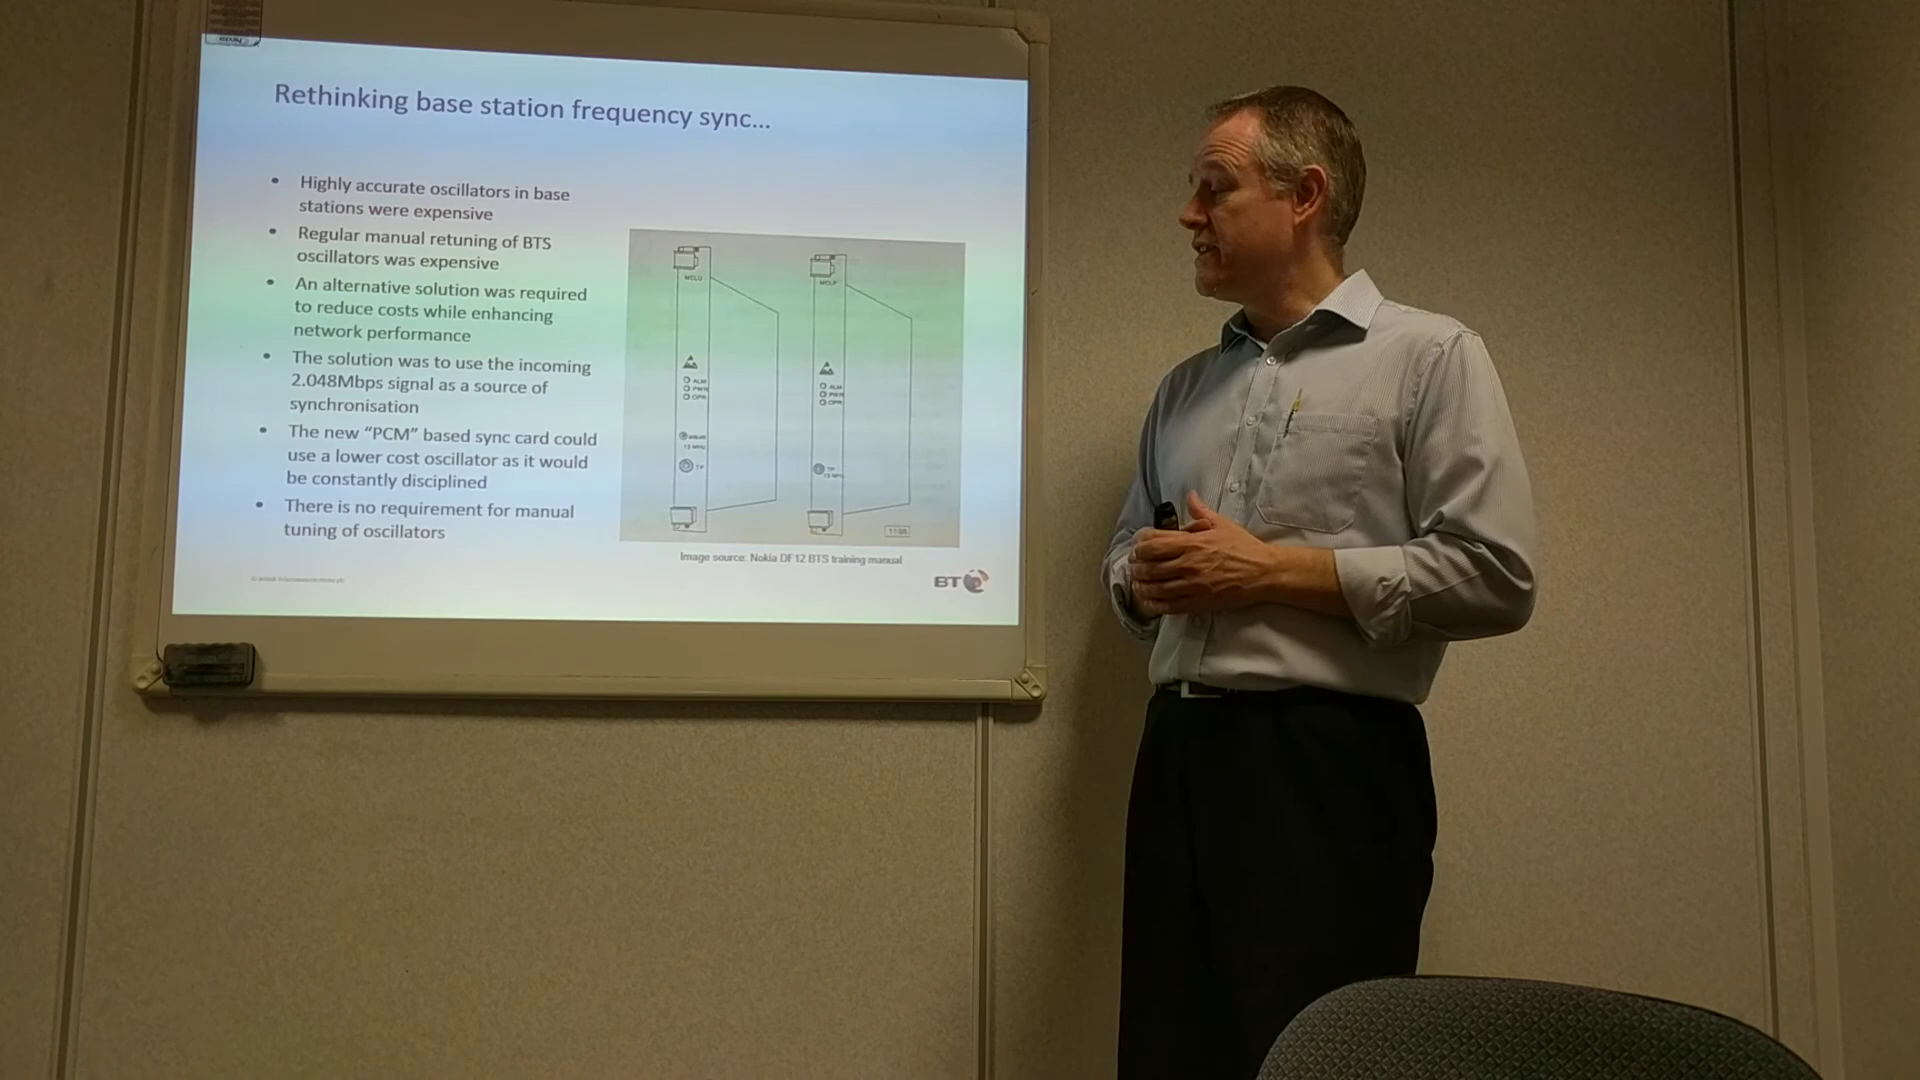 Rethinking base station frequency sync...
• Highly accurate oscillators in base
stations were expensive
• Regular manual retuning of BTS
oscillators was expensive
• An alternative solution was required
to reduce costs while enhancing
network performance
• The solution was to use the incoming
2.048Mbps signal as a source of
synchronisation
• The new “PCM” based sync card could
use a lower cost oscillator as it would
be constantly disciplined
• There is no requirement for manual
tuning of oscillators
MCLU
MCLP
ALM
PWR
OPR
ALM
PWR
OPR
TP
TP
Image source: Nokia DF12 BTS training manual
BT